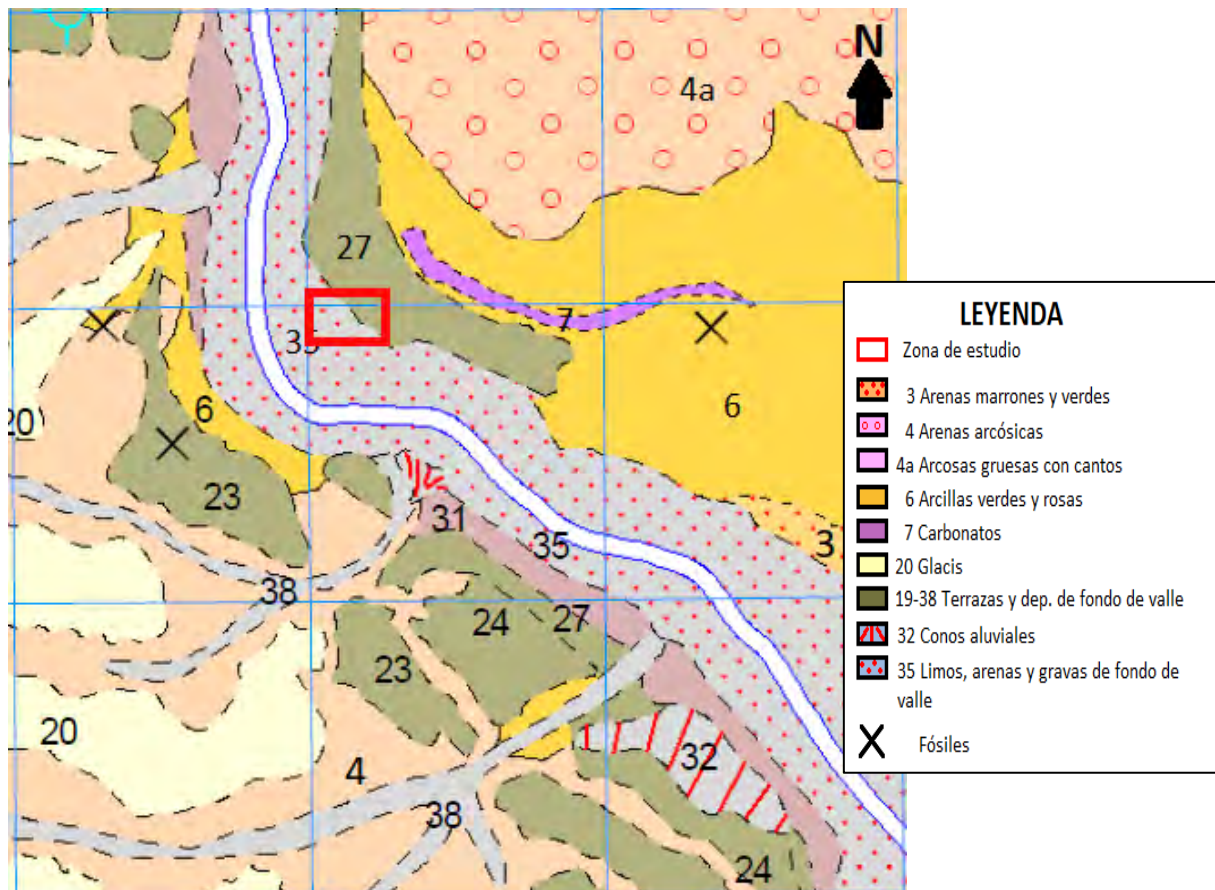 N
4a
27
7
35
6
20
6
23
31
35
3
38
24
27
23
20
4
32
38
24
LEYENDA
Zona de estudio
3 Arenas marrones y verdes
4 Arenas arcósicas
4a Arcosas gruesas con cantos
6 Arcillas verdes y rosas
7 Carbonatos
20 Glacis
19-38 Terrazas y dep. de fondo de valle
32 Conos aluviales
35 Limos, arenas y gravas de fondo de
valle
Fósiles